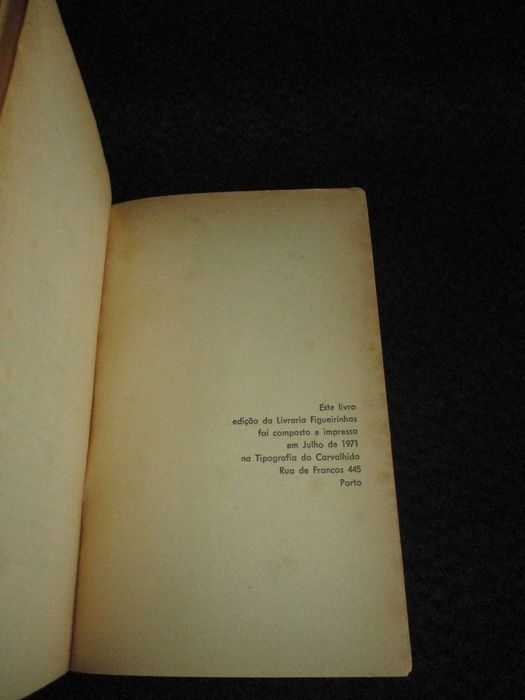 Este livro
edição da Livraria Figueirinhas
foi composto e impresso
em Julho de 1971
na Tipografia do Carvalhido
Rua de Francos 445
Porto